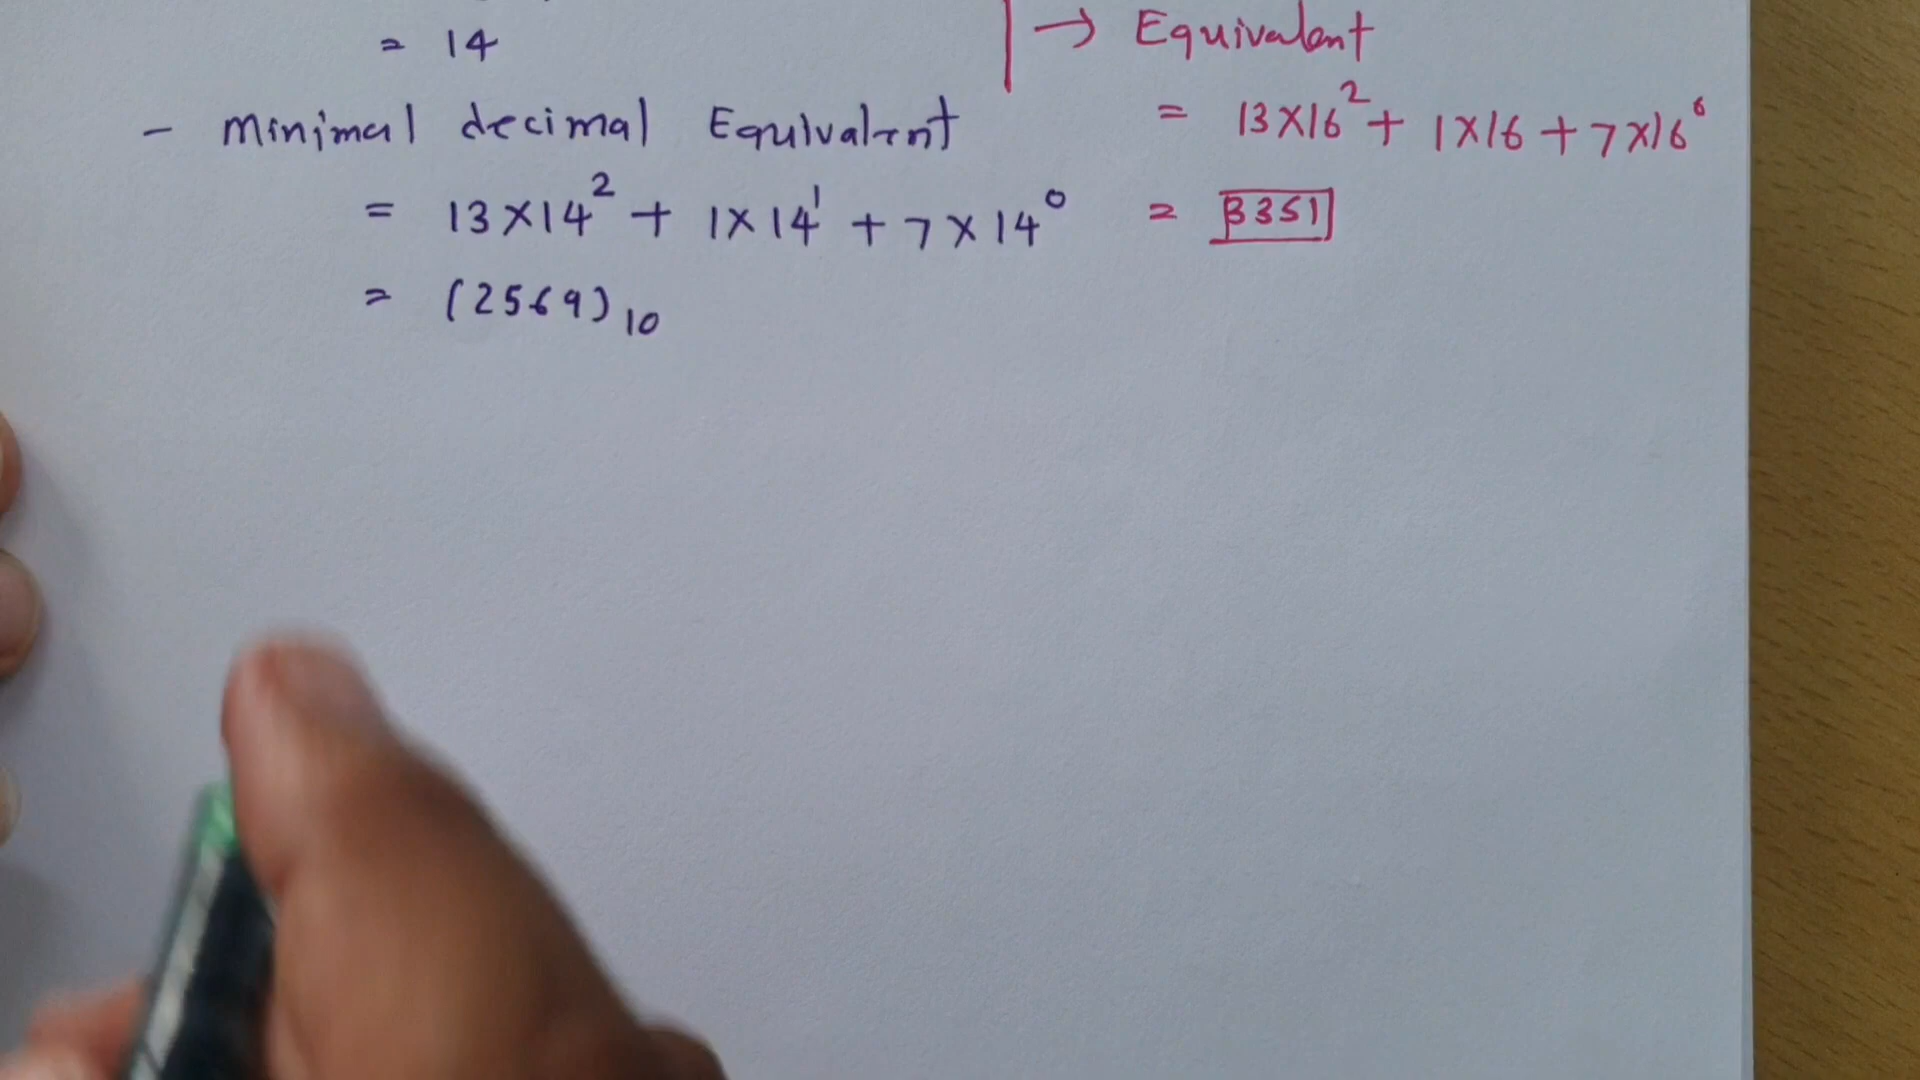 = 14
→ Equivalent
- Minimal decimal Equivalent
= 13×16² + 1×16 + 7×16⁰
= 13×14² + 1×14¹ + 7×14⁰
= 3351
= (2569)₁₀